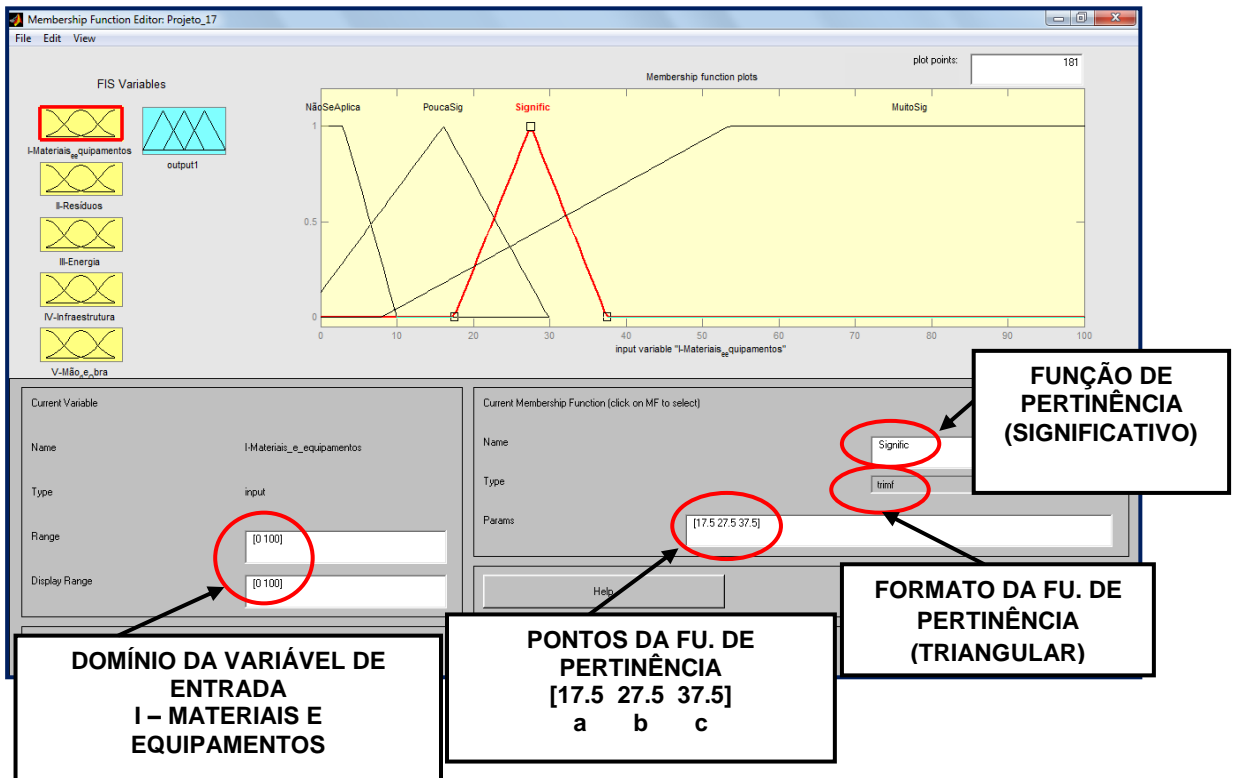 Membership Function Editor: Projeto_17
File Edit View
FIS Variables
I-Materiais_ee_quipamentos
output1
II-Resíduos
III-Energia
IV-Infraestrutura
V-Mão_e_Obra
plot points:
181
Membership function plots
NãoSeAplica
PoucaSig
Signific
MuitoSig
1
0.5
0
0 10 20 30 40 50 60 70 80 90 100
input variable "I-Materiais_ee_quipamentos"
Current Variable
Name
I-Materiais_e_equipamentos
Type
input
Range
[0 100]
Display Range
[0 100]
Current Membership Function (click on MF to select)
Name
Signific
Type
trimf
Params
[17.5 27.5 37.5]
Help
FUNÇÃO DE
PERTINÊNCIA
(SIGNIFICATIVO)
FORMATO DA FU. DE
PERTINÊNCIA
(TRIANGULAR)
PONTOS DA FU. DE
PERTINÊNCIA
[17.5 27.5 37.5]
a b c
DOMÍNIO DA VARIÁVEL DE
ENTRADA
I – MATERIAIS E
EQUIPAMENTOS